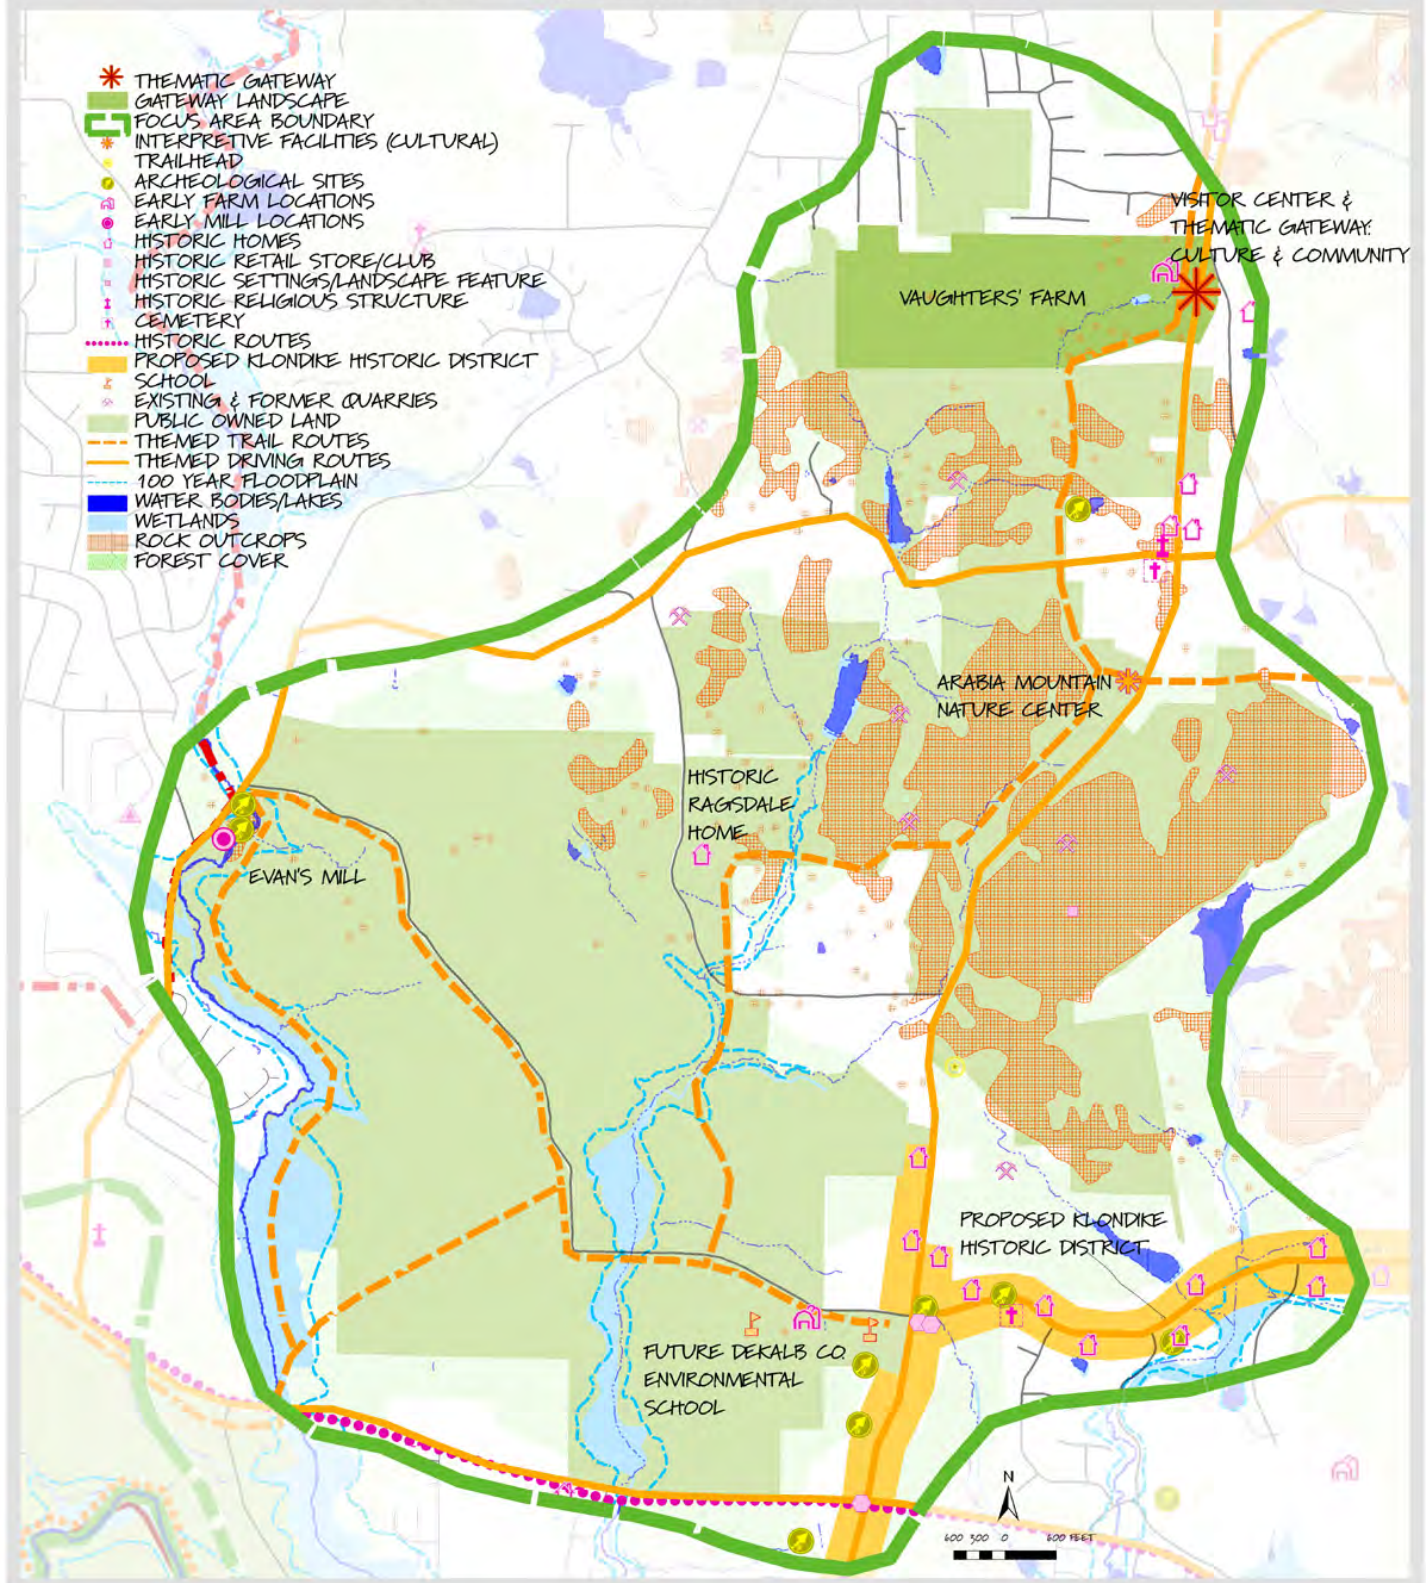 THEMATIC GATEWAY
GATEWAY LANDSCAPE
FOCUS AREA BOUNDARY
INTERPRETIVE FACILITIES (CULTURAL)
TRAILHEAD
ARCHEOLOGICAL SITES
EARLY FARM LOCATIONS
EARLY MILL LOCATIONS
HISTORIC HOMES
HISTORIC RETAIL STORE/CLUB
HISTORIC SETTINGS/LANDSCAPE FEATURE
HISTORIC RELIGIOUS STRUCTURE
CEMETERY
HISTORIC ROUTES
PROPOSED KLONDIKE HISTORIC DISTRICT
SCHOOL
EXISTING & FORMER QUARRIES
PUBLIC OWNED LAND
THEMED TRAIL ROUTES
THEMED DRIVING ROUTES
100 YEAR FLOODPLAIN
WATER BODIES/LAKES
WETLANDS
ROCK OUTCROPS
FOREST COVER
VISITOR CENTER &
THEMATIC GATEWAY:
CULTURE & COMMUNITY
VAUGHTERS' FARM
ARABIA MOUNTAIN
NATURE CENTER
HISTORIC
RAGSDALE
HOME
EVAN'S MILL
PROPOSED KLONDIKE
HISTORIC DISTRICT
FUTURE DEKALB CO.
ENVIRONMENTAL
SCHOOL
N
600 300 0 600 FEET